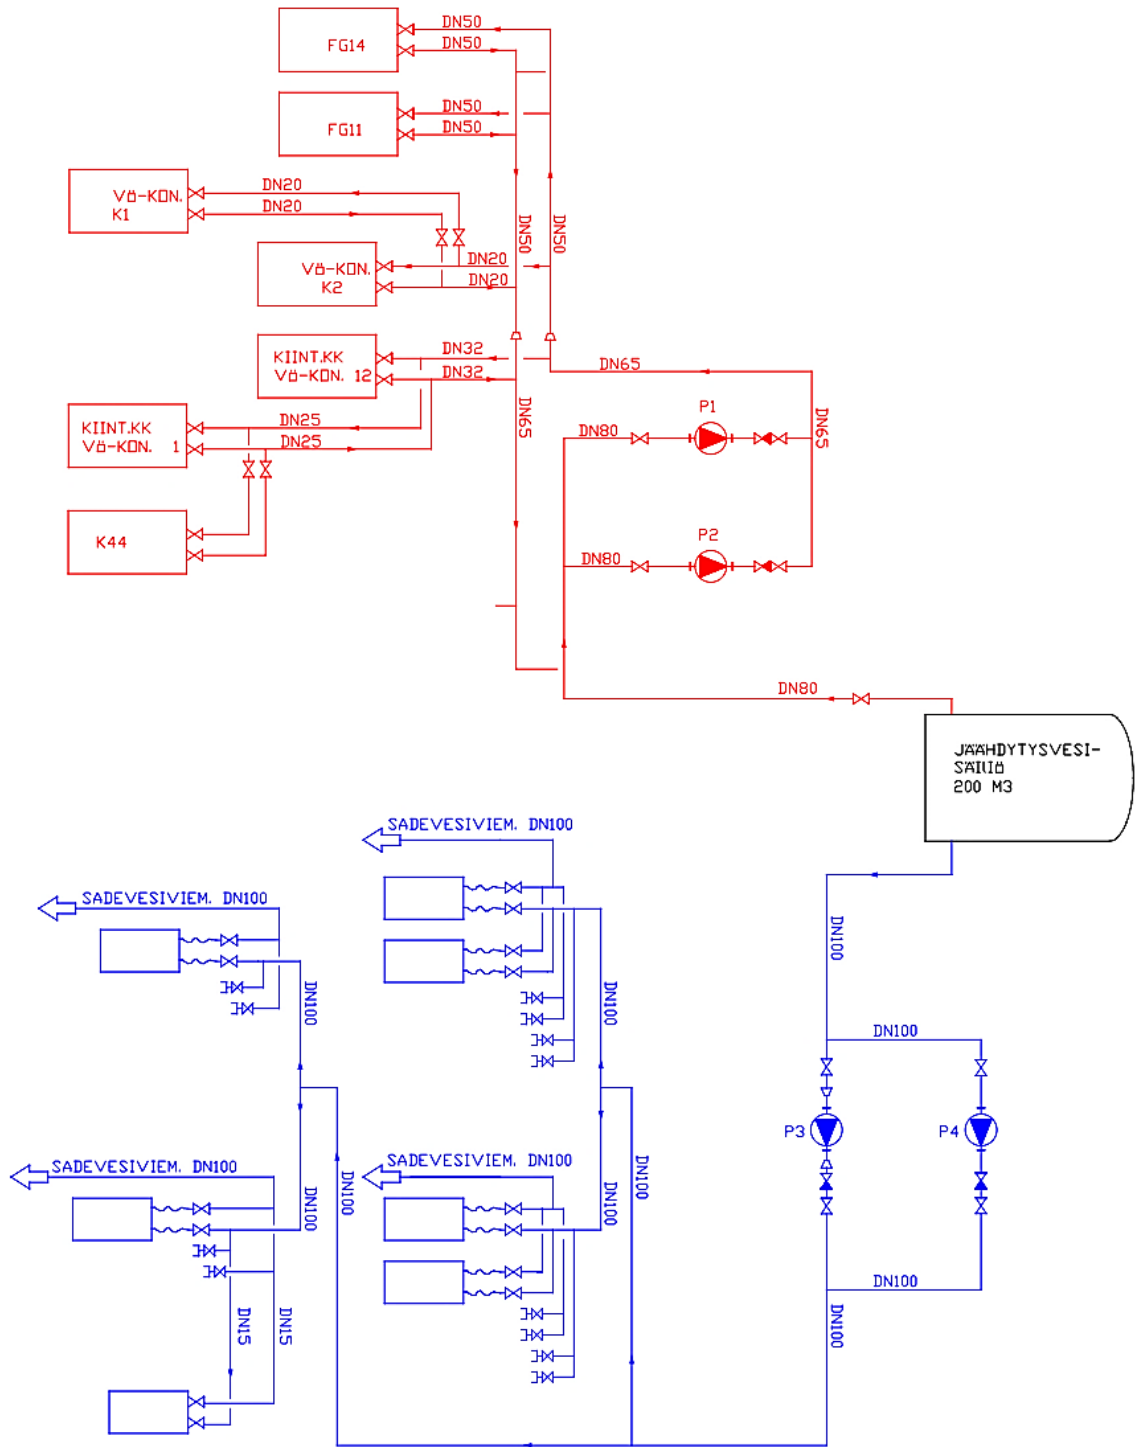 DN50
FG14
DN50
DN50
FG11
DN50
DN20
VÖ-KON.
K1
DN20
DN50
DN50
DN20
VÖ-KON.
K2
DN20
DN32
KIINT.KK
VÖ-KON. 12
DN32
DN65
DN25
KIINT.KK
VÖ-KON. 1
DN25
DN65
P1
DN80
DN65
K44
P2
DN80
DN80
JÄÄHDYTYSVESI-
SÄILIÖ
200 M3
SADEVESIVIEM. DN100
SADEVESIVIEM. DN100
DN100
DN100
DN100
DN100
P3
P4
SADEVESIVIEM. DN100
SADEVESIVIEM. DN100
DN100
DN100
DN100
DN100
DN100
DN15
DN15
DN100